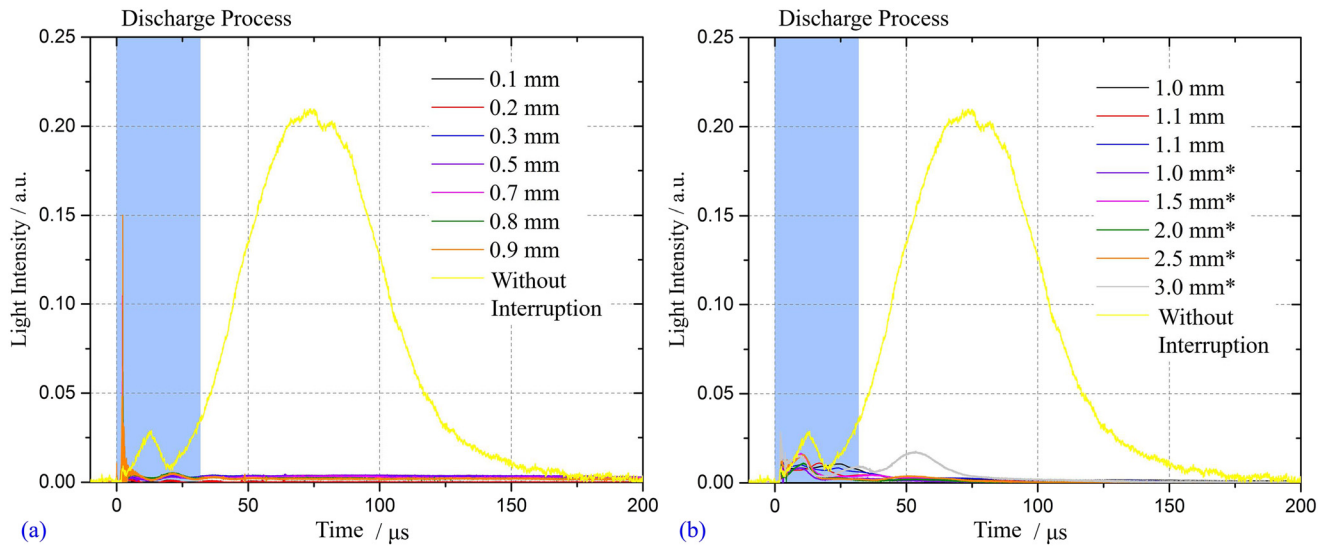 Discharge Process
0.25
0.20
0.15
0.10
0.05
0.00
Light Intensity / a.u.
0.1 mm
0.2 mm
0.3 mm
0.5 mm
0.7 mm
0.8 mm
0.9 mm
Without
Interruption
0 50 100 150 200
Time / μs
(a)
Discharge Process
0.25
0.20
0.15
0.10
0.05
0.00
Light Intensity / a.u.
1.0 mm
1.1 mm
1.1 mm
1.0 mm*
1.5 mm*
2.0 mm*
2.5 mm*
3.0 mm*
Without
Interruption
0 50 100 150 200
Time / μs
(b)